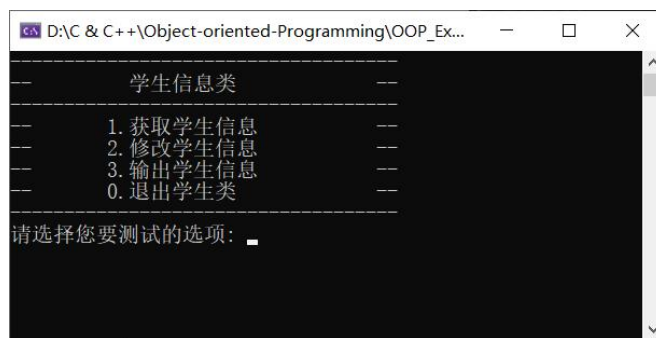 D:\C & C++\Object-oriented-Programming\OOP_Ex...
------------------------------------
-- 学生信息类 --
------------------------------------
-- 1.获取学生信息 --
-- 2.修改学生信息 --
-- 3.输出学生信息 --
-- 0.退出学生类 --
------------------------------------
请选择您要测试的选项: